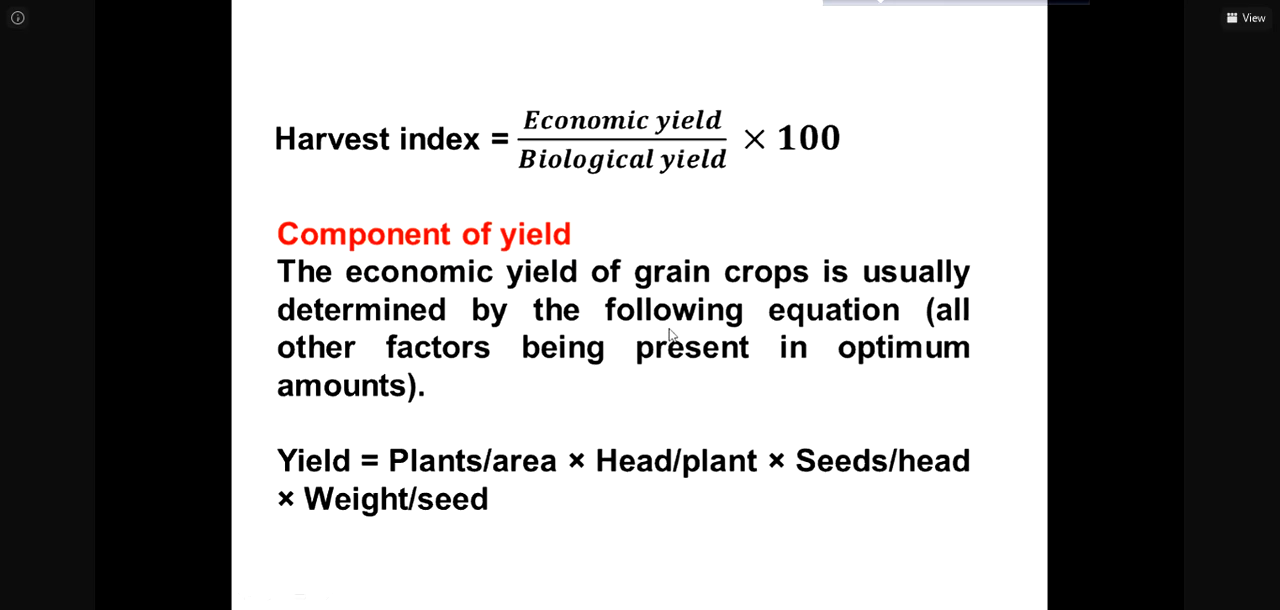 View
Harvest index = Economic yield / Biological yield × 100
Component of yield
The economic yield of grain crops is usually
determined by the following equation (all
other factors being present in optimum
amounts).
Yield = Plants/area × Head/plant × Seeds/head
× Weight/seed